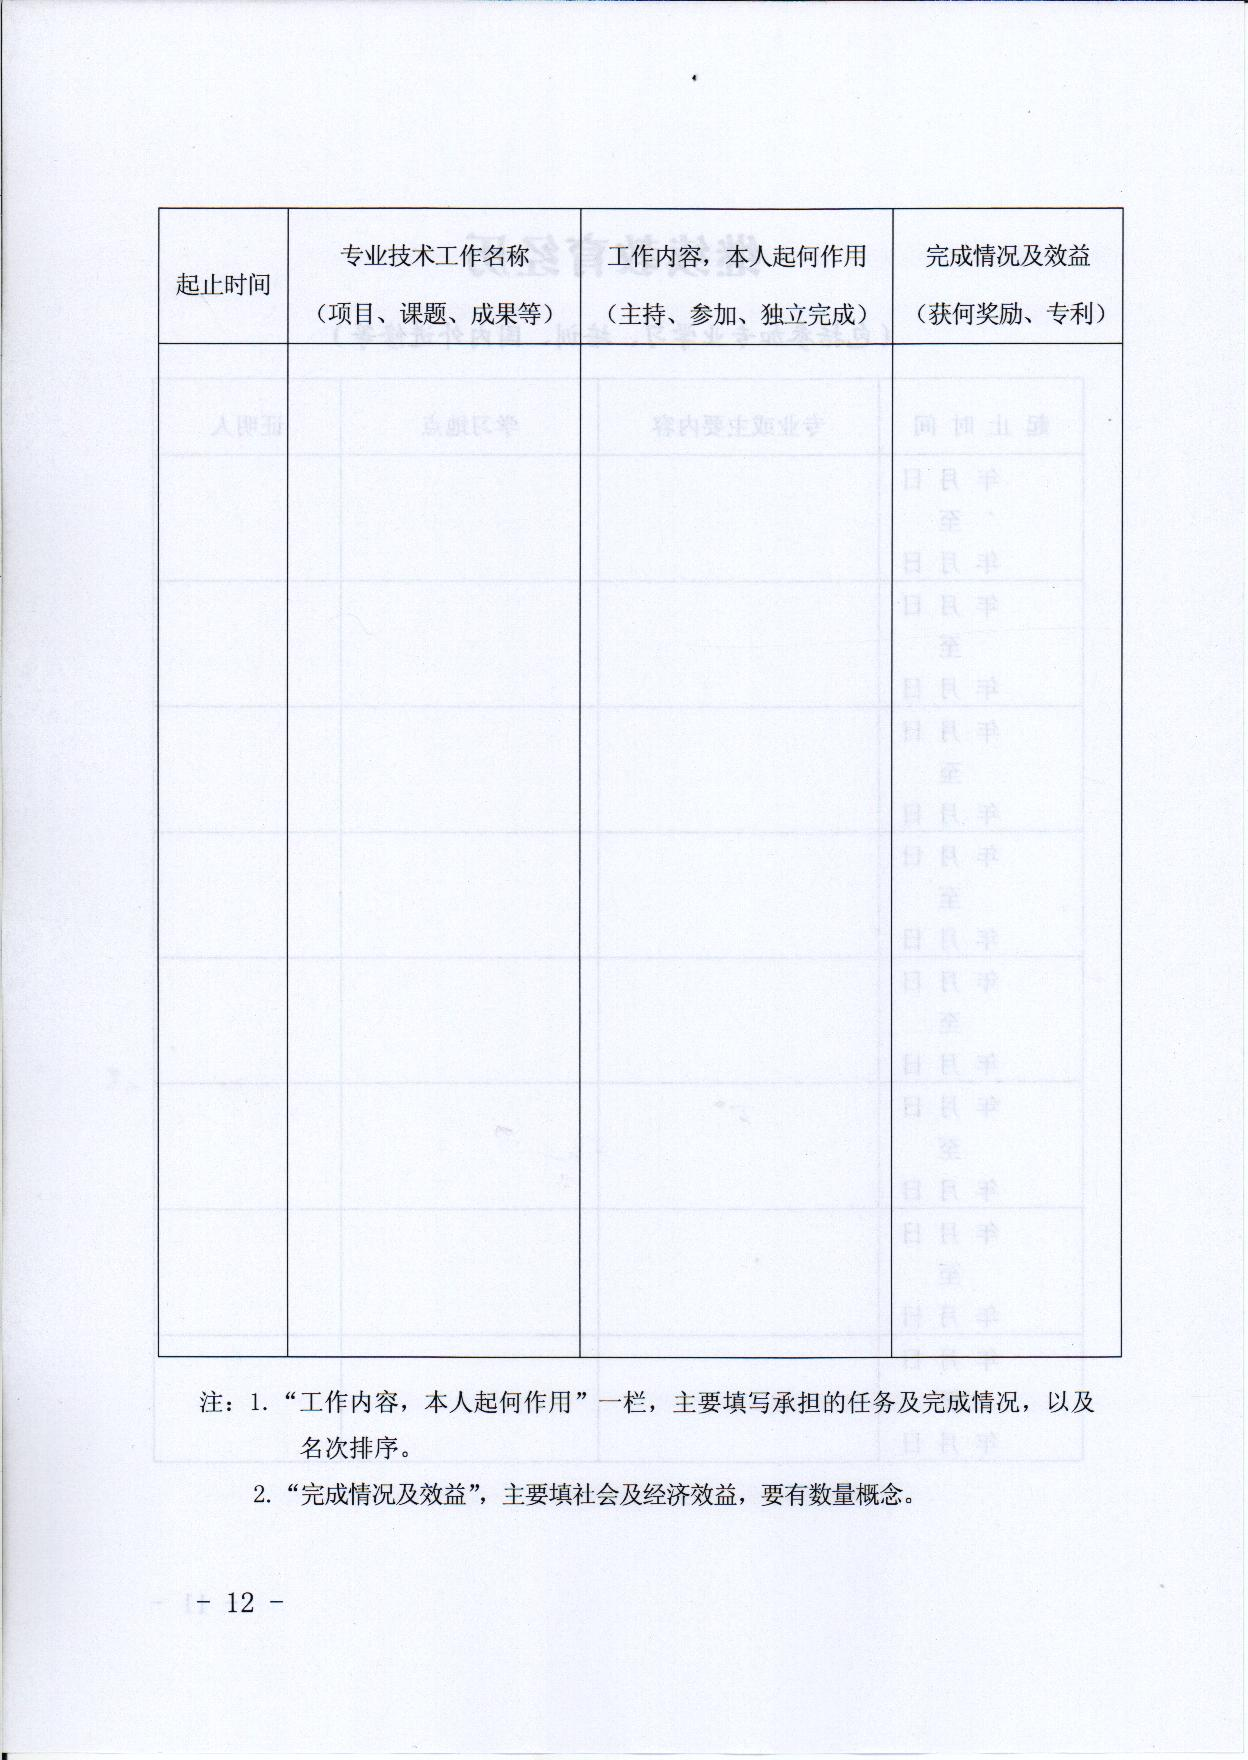 起止时间
专业技术工作名称
（项目、课题、成果等）
工作内容，本人起何作用
（主持、参加、独立完成）
完成情况及效益
（获何奖励、专利）
注：1.“工作内容，本人起何作用”一栏，主要填写承担的任务及完成情况，以及
名次排序。
2.“完成情况及效益”，主要填社会及经济效益，要有数量概念。
- 12 -